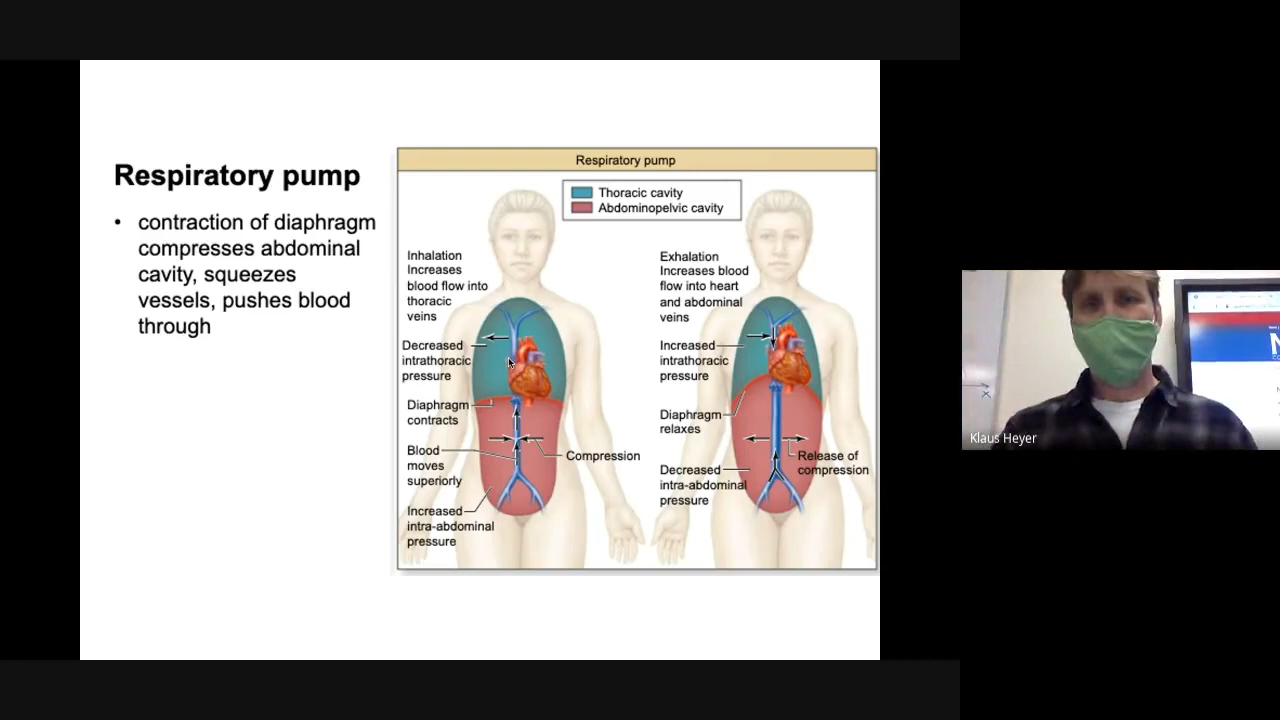 Respiratory pump
• contraction of diaphragm
compresses abdominal
cavity, squeezes
vessels, pushes blood
through
Respiratory pump
Thoracic cavity
Abdominopelvic cavity
Inhalation
Increases
blood flow into
thoracic
veins
Decreased
intrathoracic
pressure
Diaphragm
contracts
Blood
moves
superiorly
Compression
Increased
intra-abdominal
pressure
Exhalation
Increases blood
flow into heart
and abdominal
veins
Increased
intrathoracic
pressure
Diaphragm
relaxes
Release of
compression
Decreased
intra-abdominal
pressure
Klaus Heyer